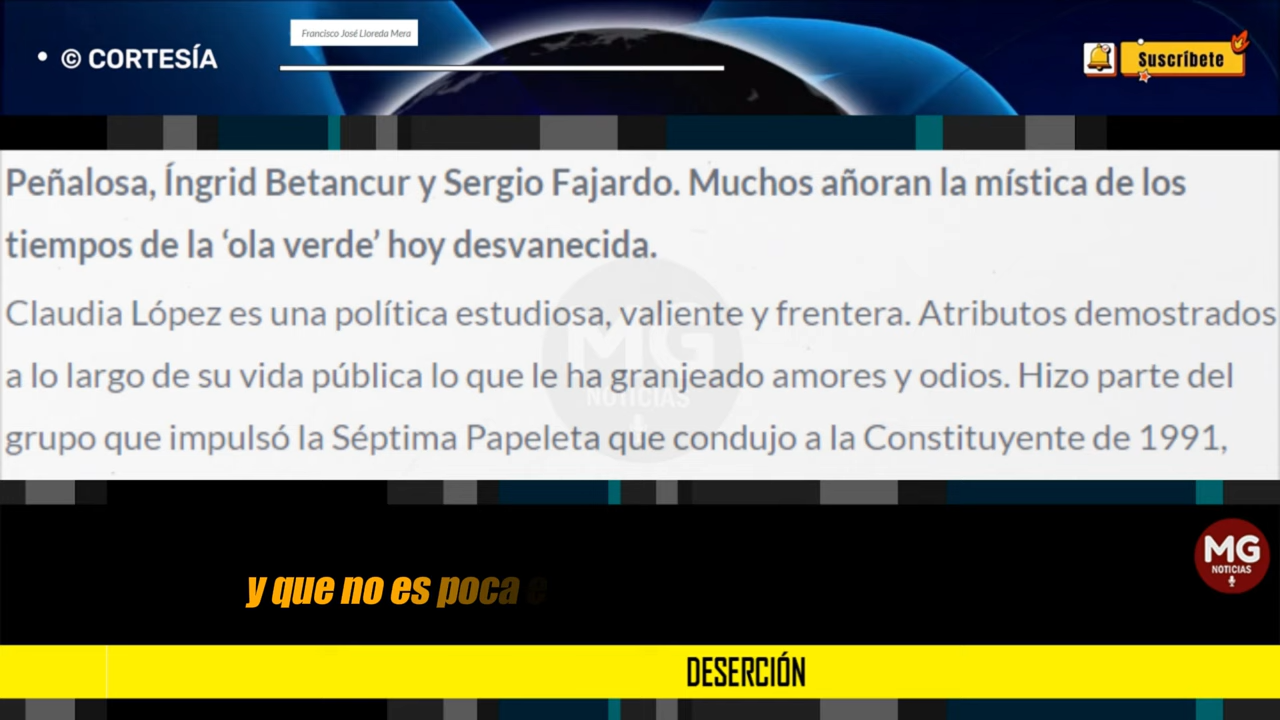 Francisco José Lloreda Mera
• © CORTESÍA
Suscríbete
Peñalosa, Íngrid Betancur y Sergio Fajardo. Muchos añoran la mística de los
tiempos de la ‘ola verde’ hoy desvanecida.
Claudia López es una política estudiosa, valiente y frentera. Atributos demostrados
a lo largo de su vida pública lo que le ha granjeado amores y odios. Hizo parte del
grupo que impulsó la Séptima Papeleta que condujo a la Constituyente de 1991,
MG
NOTICIAS
MG
NOTICIAS
y que no es poca
DESERCIÓN